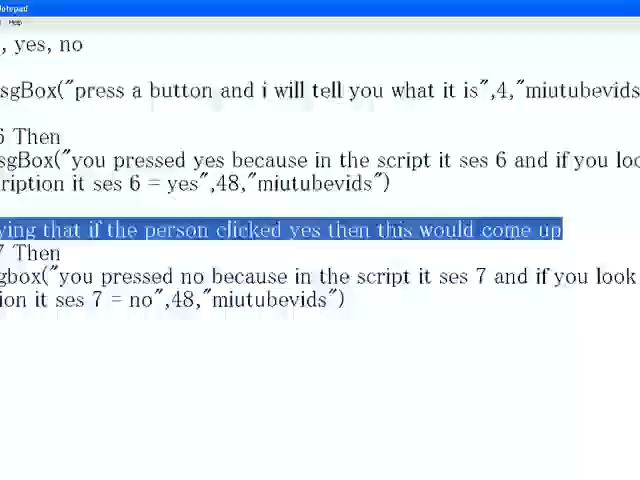 Notepad
Help
, yes, no
sgBox("press a button and i will tell you what it is",4,"miutubevids
6 Then
sgBox("you pressed yes because in the script it ses 6 and if you loo
ription it ses 6 = yes",48,"miutubevids")
ying that if the person clicked yes then this would come up
7 Then
gbox("you pressed no because in the script it ses 7 and if you look
ion it ses 7 = no",48,"miutubevids")